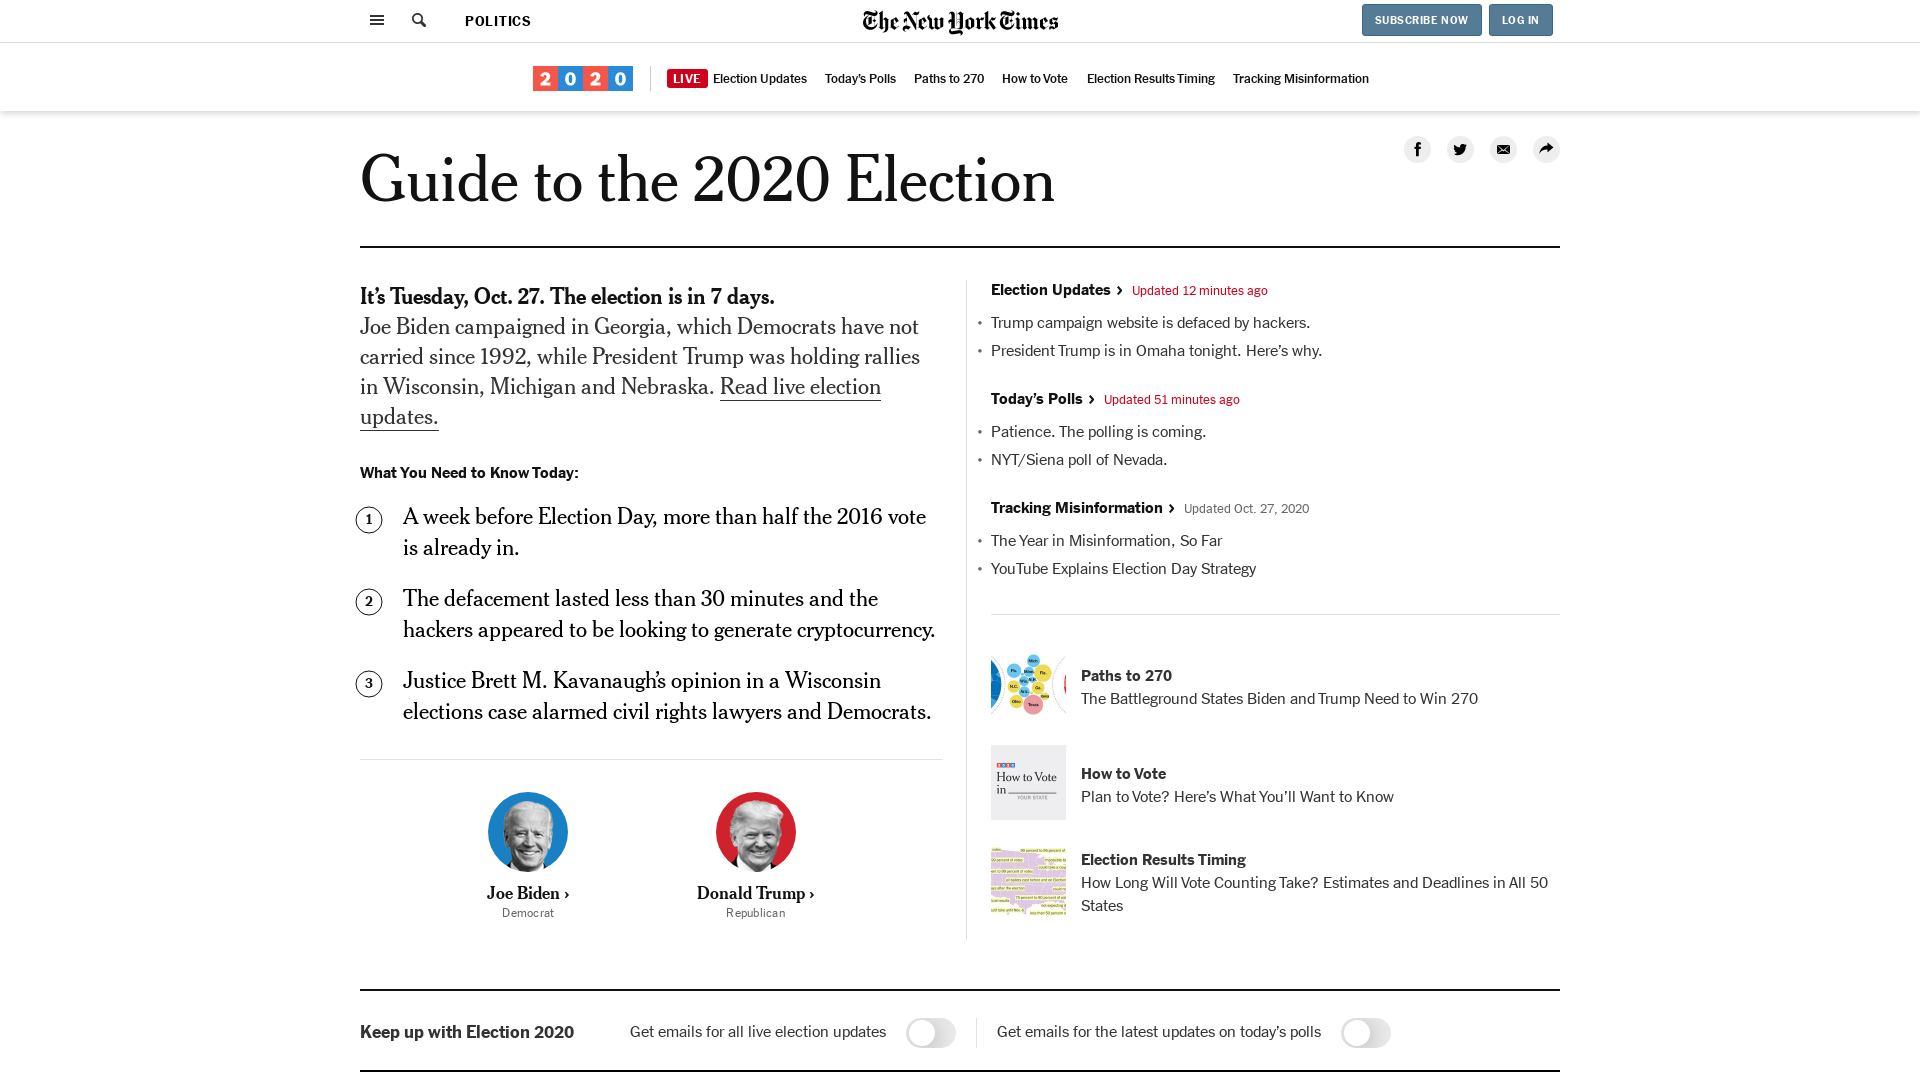 POLITICS
The New York Times
SUBSCRIBE NOW
LOG IN
2020
LIVE Election Updates
Today's Polls
Paths to 270
How to Vote
Election Results Timing
Tracking Misinformation
Guide to the 2020 Election
It’s Tuesday, Oct. 27. The election is in 7 days.
Joe Biden campaigned in Georgia, which Democrats have not
carried since 1992, while President Trump was holding rallies
in Wisconsin, Michigan and Nebraska. Read live election
updates.
What You Need to Know Today:
1 A week before Election Day, more than half the 2016 vote
is already in.
2 The defacement lasted less than 30 minutes and the
hackers appeared to be looking to generate cryptocurrency.
3 Justice Brett M. Kavanaugh’s opinion in a Wisconsin
elections case alarmed civil rights lawyers and Democrats.
Joe Biden ›
Democrat
Donald Trump ›
Republican
Election Updates › Updated 12 minutes ago
• Trump campaign website is defaced by hackers.
• President Trump is in Omaha tonight. Here’s why.
Today’s Polls › Updated 51 minutes ago
• Patience. The polling is coming.
• NYT/Siena poll of Nevada.
Tracking Misinformation › Updated Oct. 27, 2020
• The Year in Misinformation, So Far
• YouTube Explains Election Day Strategy
Paths to 270
The Battleground States Biden and Trump Need to Win 270
How to Vote
in
YOUR STATE
How to Vote
Plan to Vote? Here’s What You’ll Want to Know
Election Results Timing
How Long Will Vote Counting Take? Estimates and Deadlines in All 50
States
Keep up with Election 2020
Get emails for all live election updates
Get emails for the latest updates on today’s polls